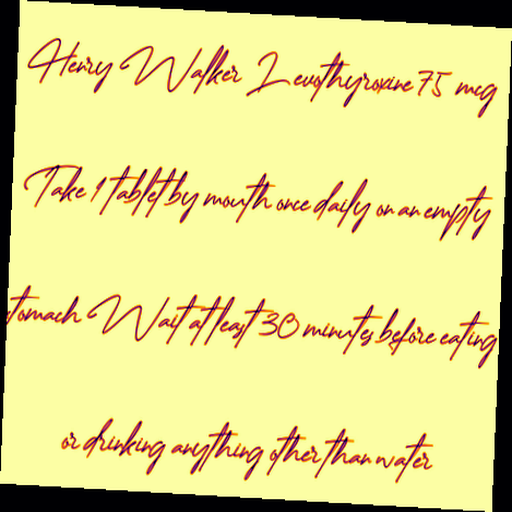 Henry Walker Levothyroxine 75 mcg
Take 1 tablet by mouth once daily on an empty
stomach Wait at least 30 minutes before eating
or drinking anything other than water